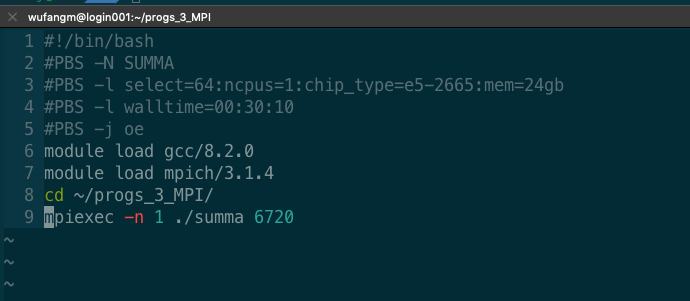 × wufangm@login001:~/progs_3_MPI
1 #!/bin/bash
2 #PBS -N SUMMA
3 #PBS -l select=64:ncpus=1:chip_type=e5-2665:mem=24gb
4 #PBS -l walltime=00:30:10
5 #PBS -j oe
6 module load gcc/8.2.0
7 module load mpich/3.1.4
8 cd ~/progs_3_MPI/
9 mpiexec -n 1 ./summa 6720
~
~
~